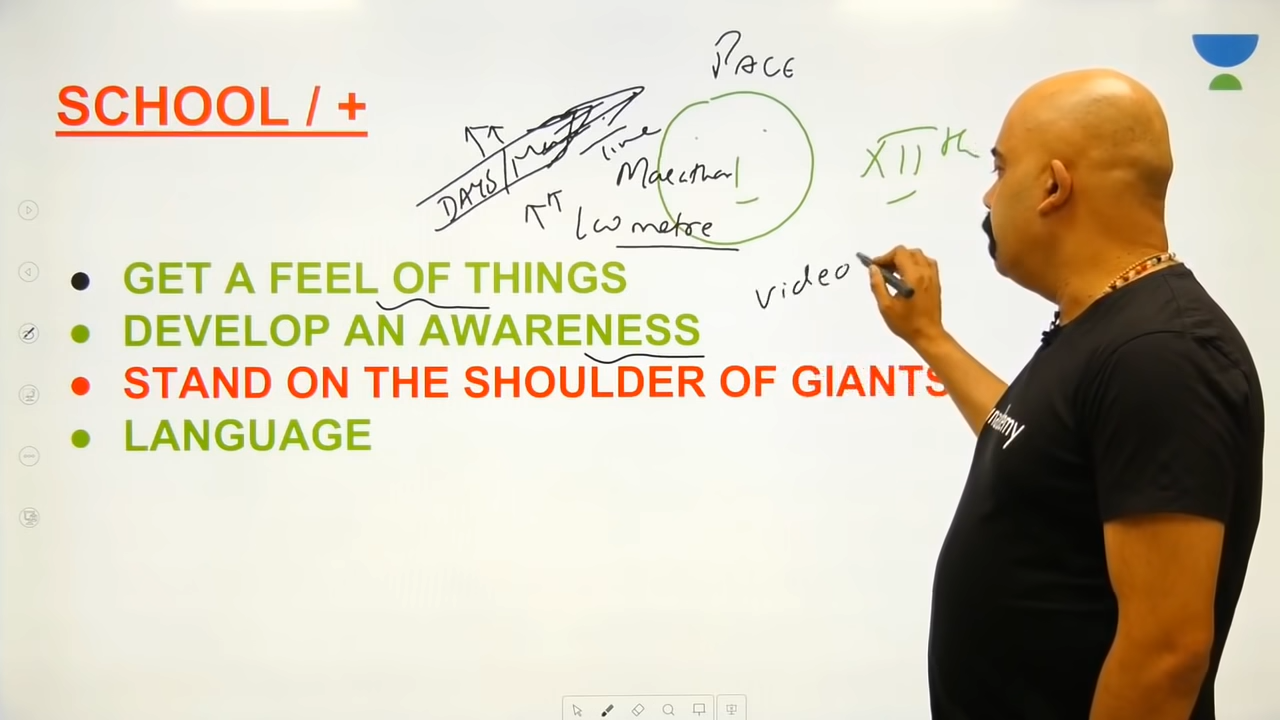 PACE
SCHOOL / +
DAYS
Time
XIIth
Marathon
100 metre
video
GET A FEEL OF THINGS
DEVELOP AN AWARENESS
STAND ON THE SHOULDER OF GIANTS
LANGUAGE